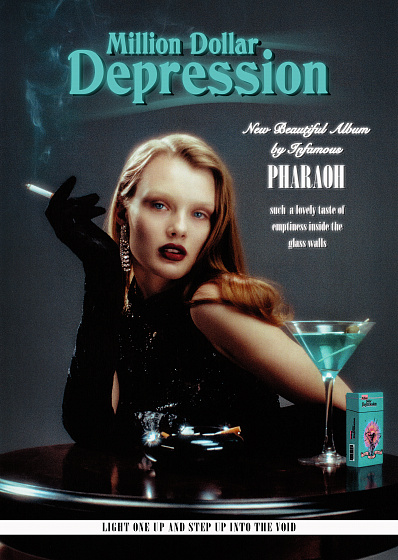 Million Dollar
Depression
New Beautiful Album
by Infamous
PHARAOH
such a lovely taste of
emptiness inside the
glass walls
LIGHT ONE UP AND STEP UP INTO THE VOID